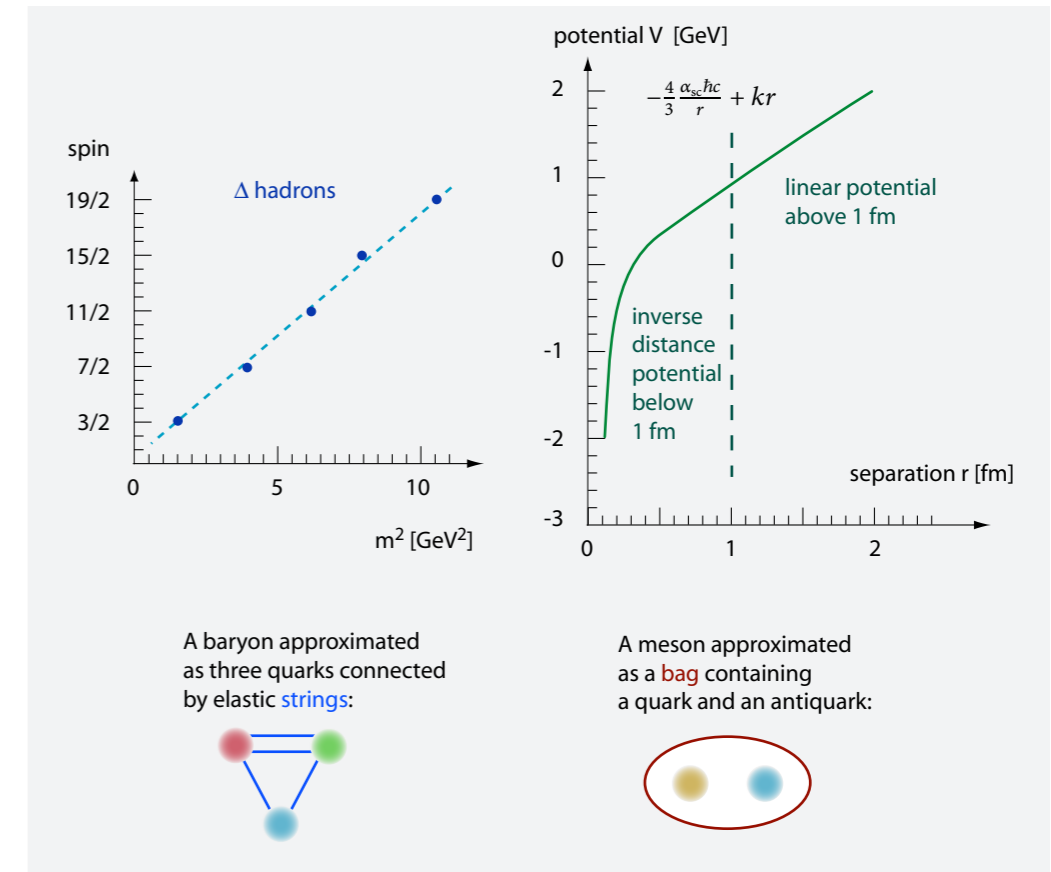 spin
19/2
15/2
11/2
7/2
3/2
Δ hadrons
0
5
10
m² [GeV²]
potential V [GeV]
2
1
0
-1
-2
-3
−4/3 α_sc ħc/r + kr
linear potential
above 1 fm
inverse
distance
potential
below
1 fm
separation r [fm]
0
1
2
A baryon approximated
as three quarks connected
by elastic strings:
A meson approximated
as a bag containing
a quark and an antiquark: